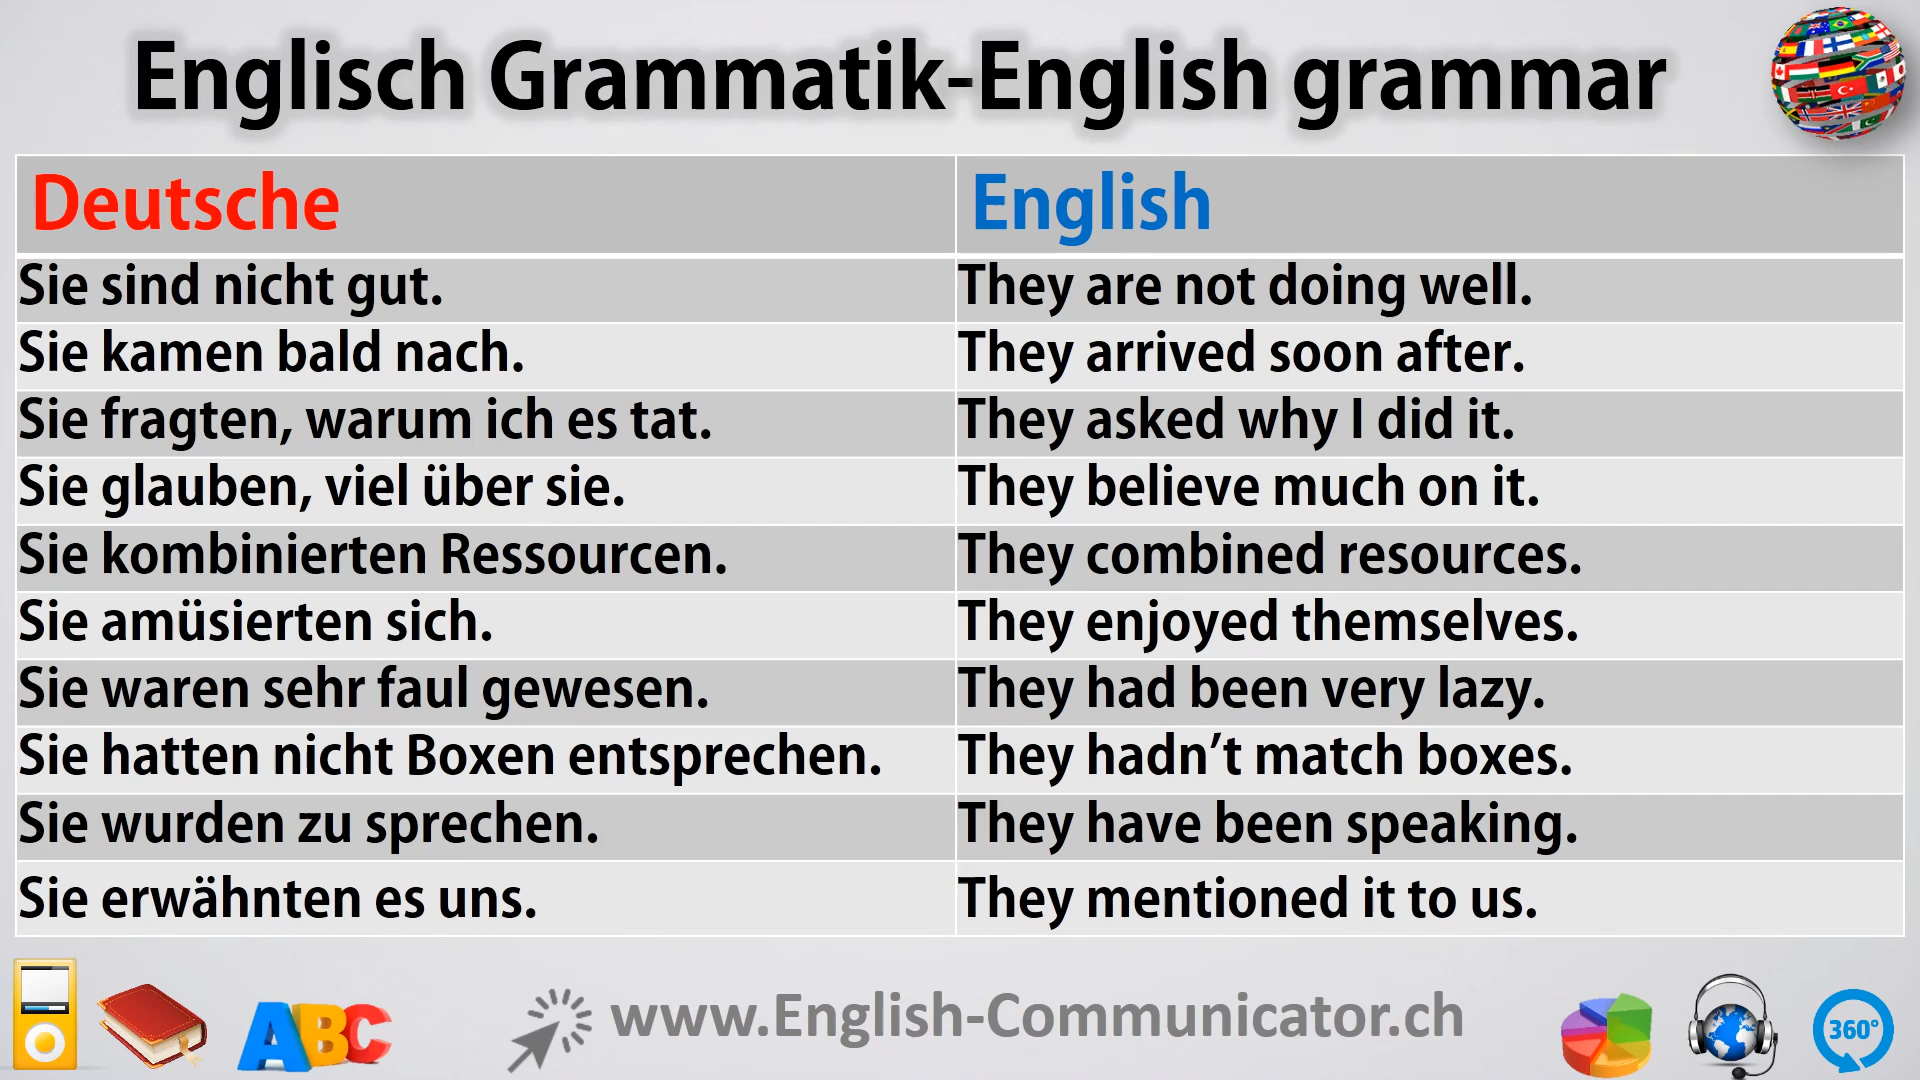 Englisch Grammatik-English grammar
Deutsche English
Sie sind nicht gut. They are not doing well.
Sie kamen bald nach. They arrived soon after.
Sie fragten, warum ich es tat. They asked why I did it.
Sie glauben, viel über sie. They believe much on it.
Sie kombinierten Ressourcen. They combined resources.
Sie amüsierten sich. They enjoyed themselves.
Sie waren sehr faul gewesen. They had been very lazy.
Sie hatten nicht Boxen entsprechen. They hadn’t match boxes.
Sie wurden zu sprechen. They have been speaking.
Sie erwähnten es uns. They mentioned it to us.
ABC www.English-Communicator.ch 360°